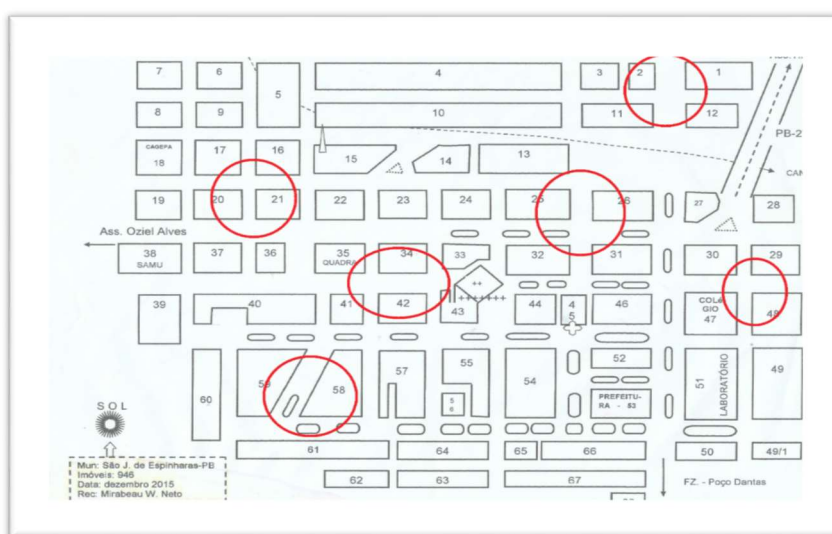 7 6 4 3 2 1
5
8 9 10 11 12
PB-2
CAGEPA
18 17 16 15 14 13
19 20 21 22 23 24 25 26 27 28
Ass. Oziel Alves
38 37 36 35 34 33 32 31 30 29
SAMU QUADRA
++
39 40 41 42 43 44 4 46 COLÉ 48
5 GIO
47
+++++++
60 59 58 57 55 54 52 51 49
LABORATÓRIO
5
6
PREFEITU-
RA - 53
SOL
61 64 65 66 50 49/1
62 63 67
FZ. - Poço Dantas
Mun: São J. de Espinharas-PB
Imóveis: 946
Data: dezembro 2015
Rec: Mirabeau W. Neto